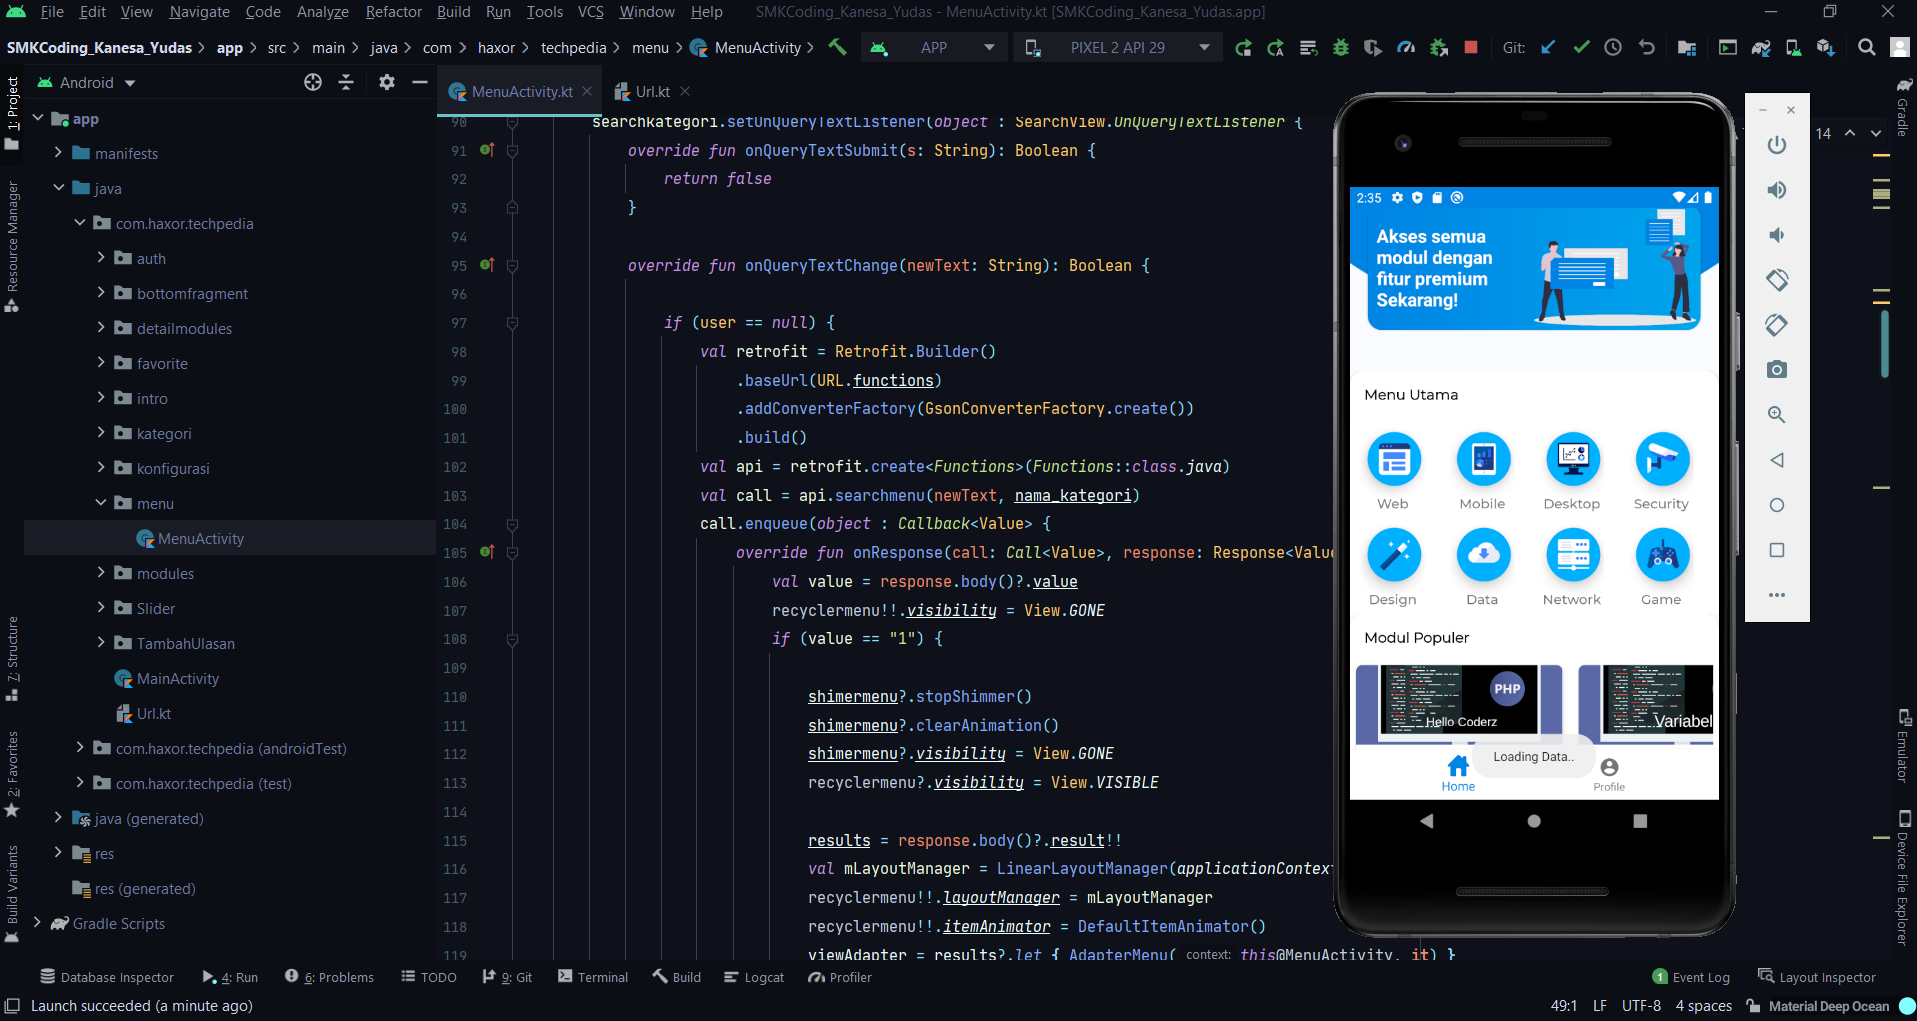 File Edit View Navigate Code Analyze Refactor Build Run Tools VCS Window Help SMKCoding_Kanesa_Yudas - MenuActivity.kt [SMKCoding_Kanesa_Yudas.app]
SMKCoding_Kanesa_Yudas app src main java com haxor techpedia menu MenuActivity APP PIXEL 2 API 29 Git:
1: Project
Resource Manager
7: Structure
2: Favorites
Build Variants
Android
app
manifests
java
com.haxor.techpedia
auth
bottomfragment
detailmodules
favorite
intro
kategori
konfigurasi
menu
MenuActivity
modules
Slider
TambahUlasan
MainActivity
Url.kt
com.haxor.techpedia (androidTest)
com.haxor.techpedia (test)
java (generated)
res
res (generated)
Gradle Scripts
MenuActivity.kt Url.kt
90 searchkategori.setOnQueryTextListener(object : SearchView.OnQueryTextListener {
91 override fun onQueryTextSubmit(s: String): Boolean {
92 return false
93 }
94
95 override fun onQueryTextChange(newText: String): Boolean {
96
97 if (user == null) {
98 val retrofit = Retrofit.Builder()
99 .baseUrl(URL.functions)
100 .addConverterFactory(GsonConverterFactory.create())
101 .build()
102 val api = retrofit.create<Functions>(Functions::class.java)
103 val call = api.searchmenu(newText, nama_kategori)
104 call.enqueue(object : Callback<Value> {
105 override fun onResponse(call: Call<Value>, response: Response<Value
106 val value = response.body()?.value
107 recyclermenu!!.visibility = View.GONE
108 if (value == "1") {
109
110 shimermenu?.stopShimmer()
111 shimermenu?.clearAnimation()
112 shimermenu?.visibility = View.GONE
113 recyclermenu?.visibility = View.VISIBLE
114
115 results = response.body()?.result!!
116 val mLayoutManager = LinearLayoutManager(applicationContext
117 recyclermenu!!.layoutManager = mLayoutManager
118 recyclermenu!!.itemAnimator = DefaultItemAnimator()
119 viewAdapter = results?.let { AdapterMenu( context: this@MenuActivity, it) }
14
2:35
Akses semua
modul dengan
fitur premium
Sekarang!
Menu Utama
Web Mobile Desktop Security
Design Data Network Game
Modul Populer
PHP
Hello Coderz
Variabel
Loading Data..
Home Profile
Gradle
Emulator
Device File Explorer
Database Inspector 4: Run 6: Problems TODO 9: Git Terminal Build Logcat Profiler 1 Event Log Layout Inspector
Launch succeeded (a minute ago) 49:1 LF UTF-8 4 spaces Material Deep Ocean